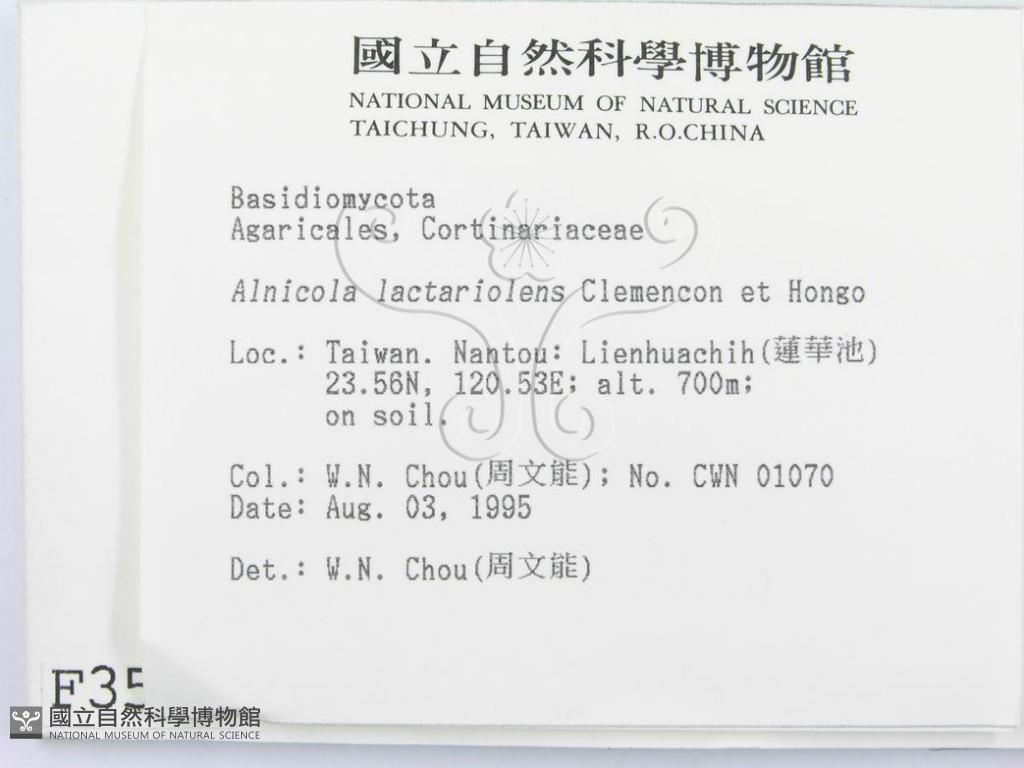 國立自然科學博物館
NATIONAL MUSEUM OF NATURAL SCIENCE
TAICHUNG, TAIWAN, R.O.CHINA
Basidiomycota
Agaricales, Cortinariaceae
Alnicola lactariolens Clemencon et Hongo
Loc.: Taiwan. Nantou: Lienhuachih(蓮華池)
23.56N, 120.53E; alt. 700m;
on soil.
Col.: W.N. Chou(周文能); No. CWN 01070
Date: Aug. 03, 1995
Det.: W.N. Chou(周文能)
F35
國立自然科學博物館
NATIONAL MUSEUM OF NATURAL SCIENCE